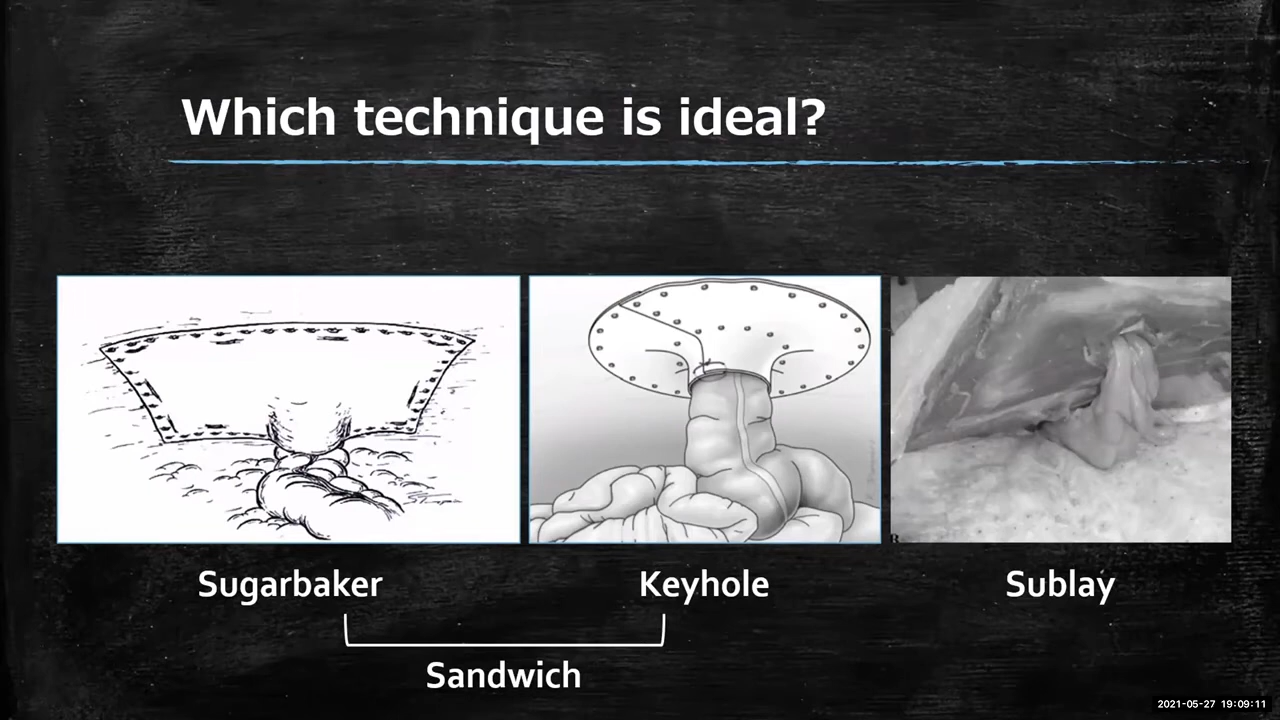 Which technique is ideal?
Sugarbaker
Keyhole
Sublay
Sandwich
2021-05-27 19:09:11